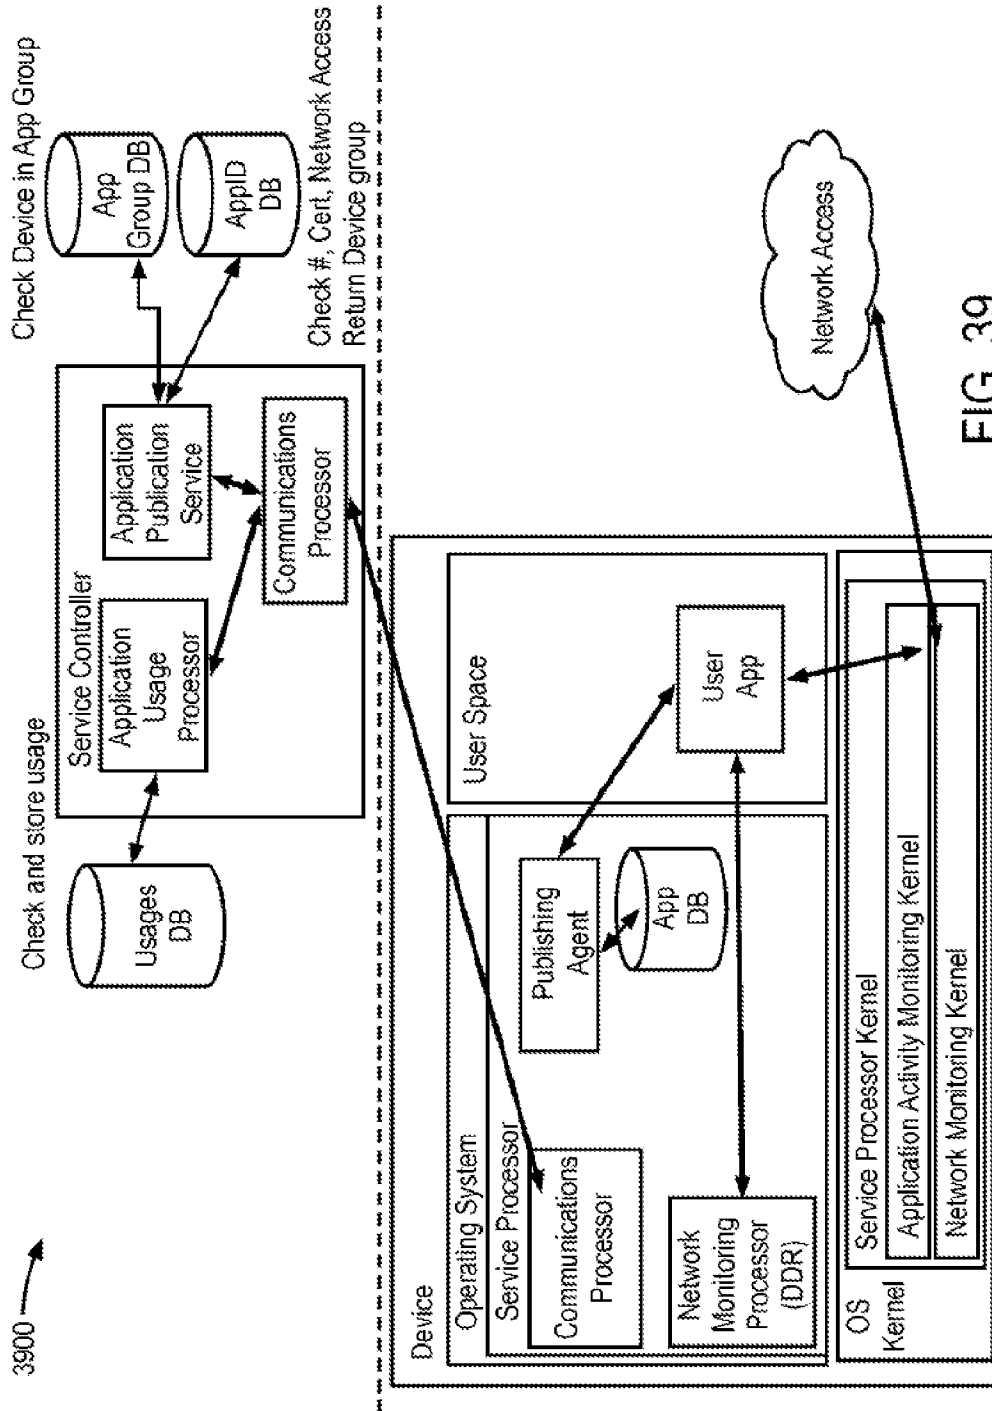 3900
Check and store usage
Check Device in App Group
Usages
DB
Service Controller
Application
Usage
Processor
Application
Publication
Service
Communications
Processor
App
Group DB
AppID
DB
Check #, Cert, Network Access
Return Device group
Device
Operating System
Service Processor
Communications
Processor
Network
Monitoring
Processor
(DDR)
Publishing
Agent
App
DB
User Space
User
App
OS
Kernel
Service Processor Kernel
Application Activity Monitoring Kernel
Network Monitoring Kernel
Network Access
FIG. 39